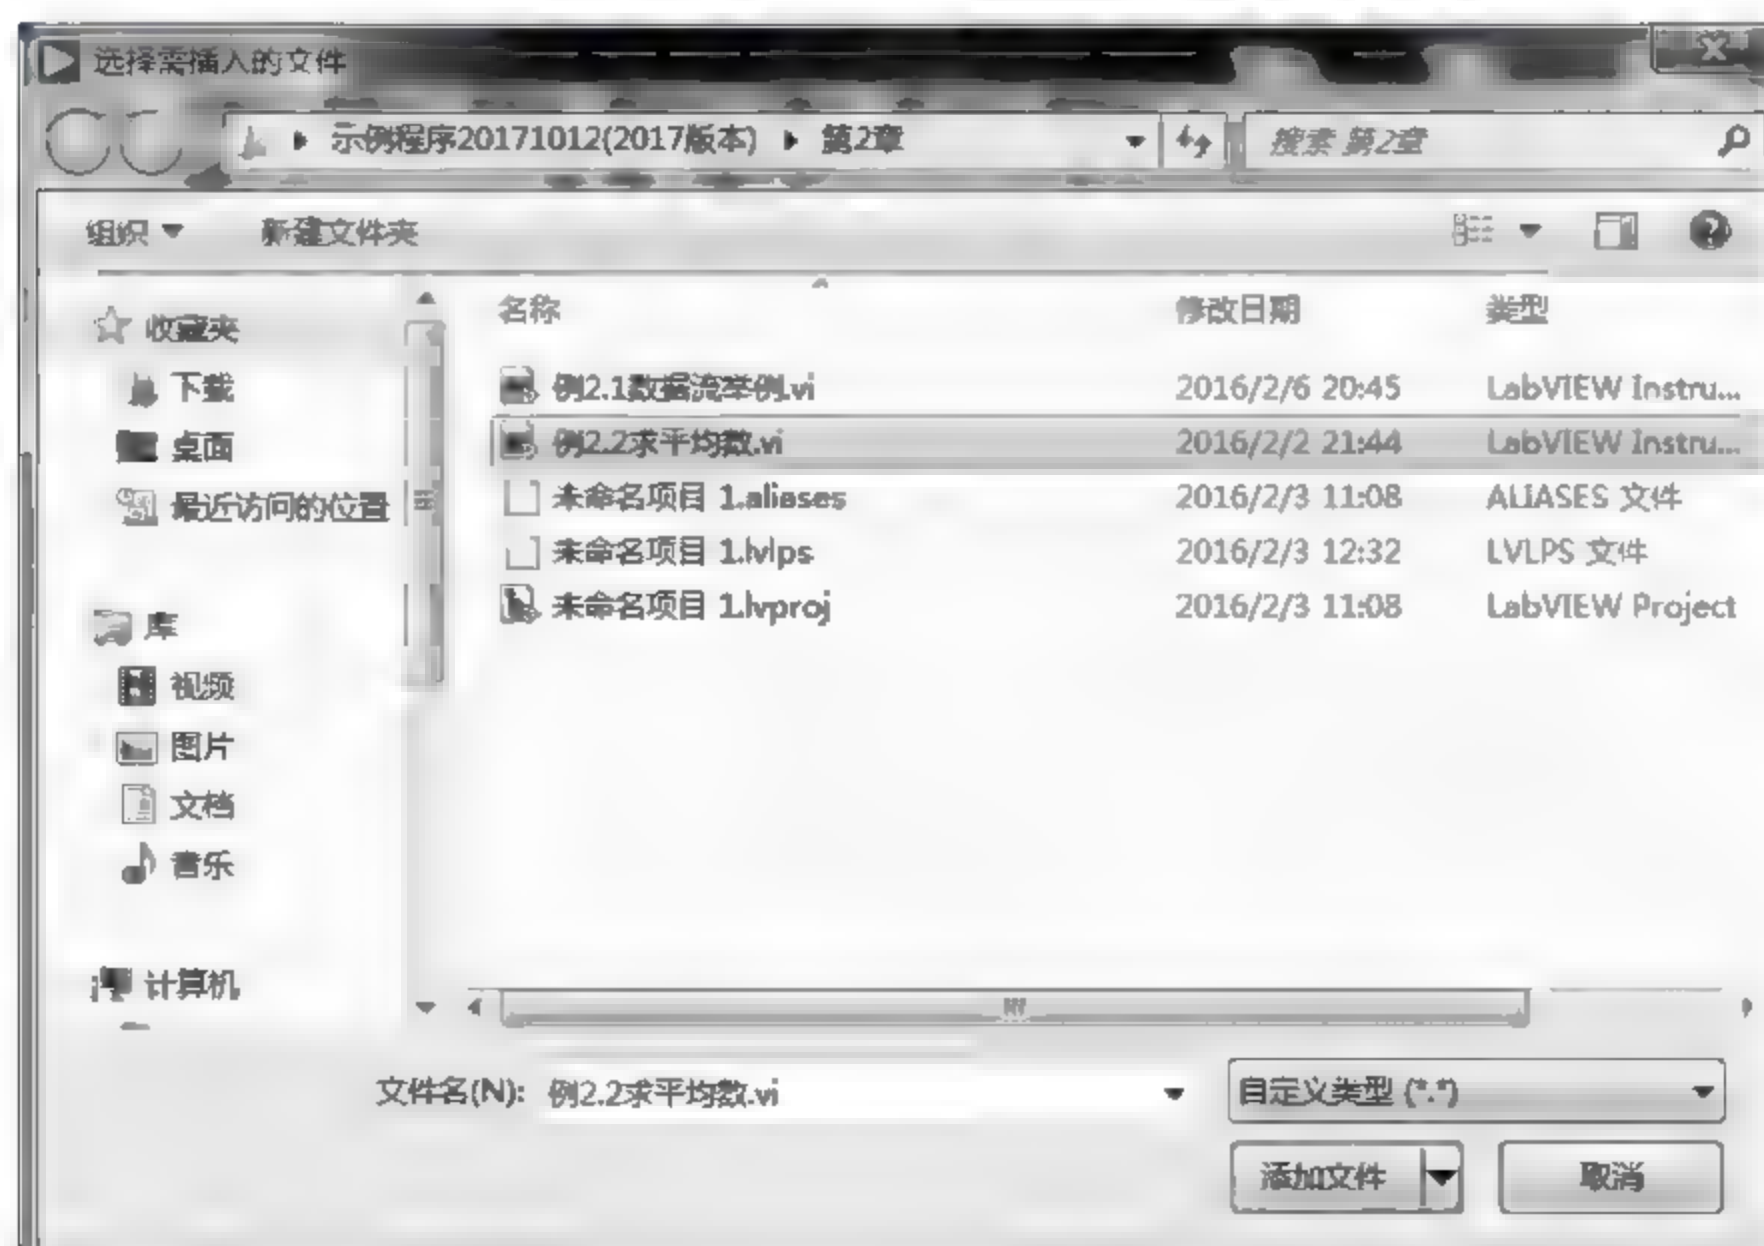 选择需插入的文件
示例程序20171012(2017版本) 第2章
搜索 第2章
组织 新建文件夹
名称 修改日期 类型
收藏夹
下载
桌面
最近访问的位置
库
视频
图片
文档
音乐
计算机
例2.1数据流举例.vi 2016/2/6 20:45 LabVIEW Instru...
例2.2求平均数.vi 2016/2/2 21:44 LabVIEW Instru...
未命名项目 1.aliases 2016/2/3 11:08 ALIASES 文件
未命名项目 1.lvlps 2016/2/3 12:32 LVLPS 文件
未命名项目 1.lvproj 2016/2/3 11:08 LabVIEW Project
文件名(N): 例2.2求平均数.vi
自定义类型 (*.*)
添加文件
取消